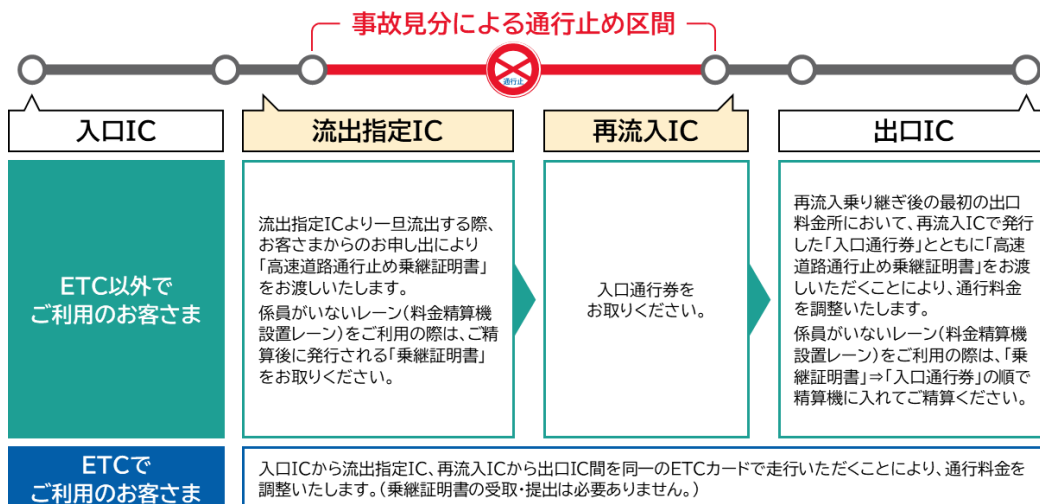 事故見分による通行止め区間
通行止
入口IC
流出指定IC
再流入IC
出口IC
ETC以外で
ご利用のお客さま
流出指定ICより一旦流出する際、
お客さまからのお申し出により
「高速道路通行止め乗継証明書」
をお渡しいたします。
係員がいないレーン(料金精算機
設置レーン)をご利用の際は、ご精
算後に発行される「乗継証明書」
をお取りください。
入口通行券を
お取りください。
再流入乗り継ぎ後の最初の出口
料金所において、再流入ICで発行
した「入口通行券」とともに「高速
道路通行止め乗継証明書」をお渡
しいただくことにより、通行料金
を調整いたします。
係員がいないレーン(料金精算機
設置レーン)をご利用の際は、「乗
継証明書」⇒「入口通行券」の順で
精算機に入れてご精算ください。
ETCで
ご利用のお客さま
入口ICから流出指定IC、再流入ICから出口IC間を同一のETCカードで走行いただくことにより、通行料金を
調整いたします。(乗継証明書の受取・提出は必要ありません。)